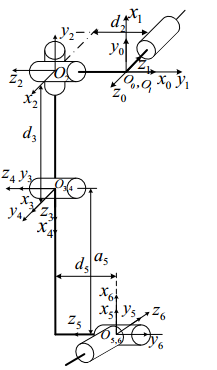 x₁
d₂
y₂
y₀
z₁
O₂
z₂
x₂
z₀
O₀,O₁
x₀ y₁
d₃
z₄ y₃
O₃,₄
x₃
y₄
z₃
x₄
a₅
d₅
x₆
x₅
y₅
z₆
z₅
O₅,₆
y₆